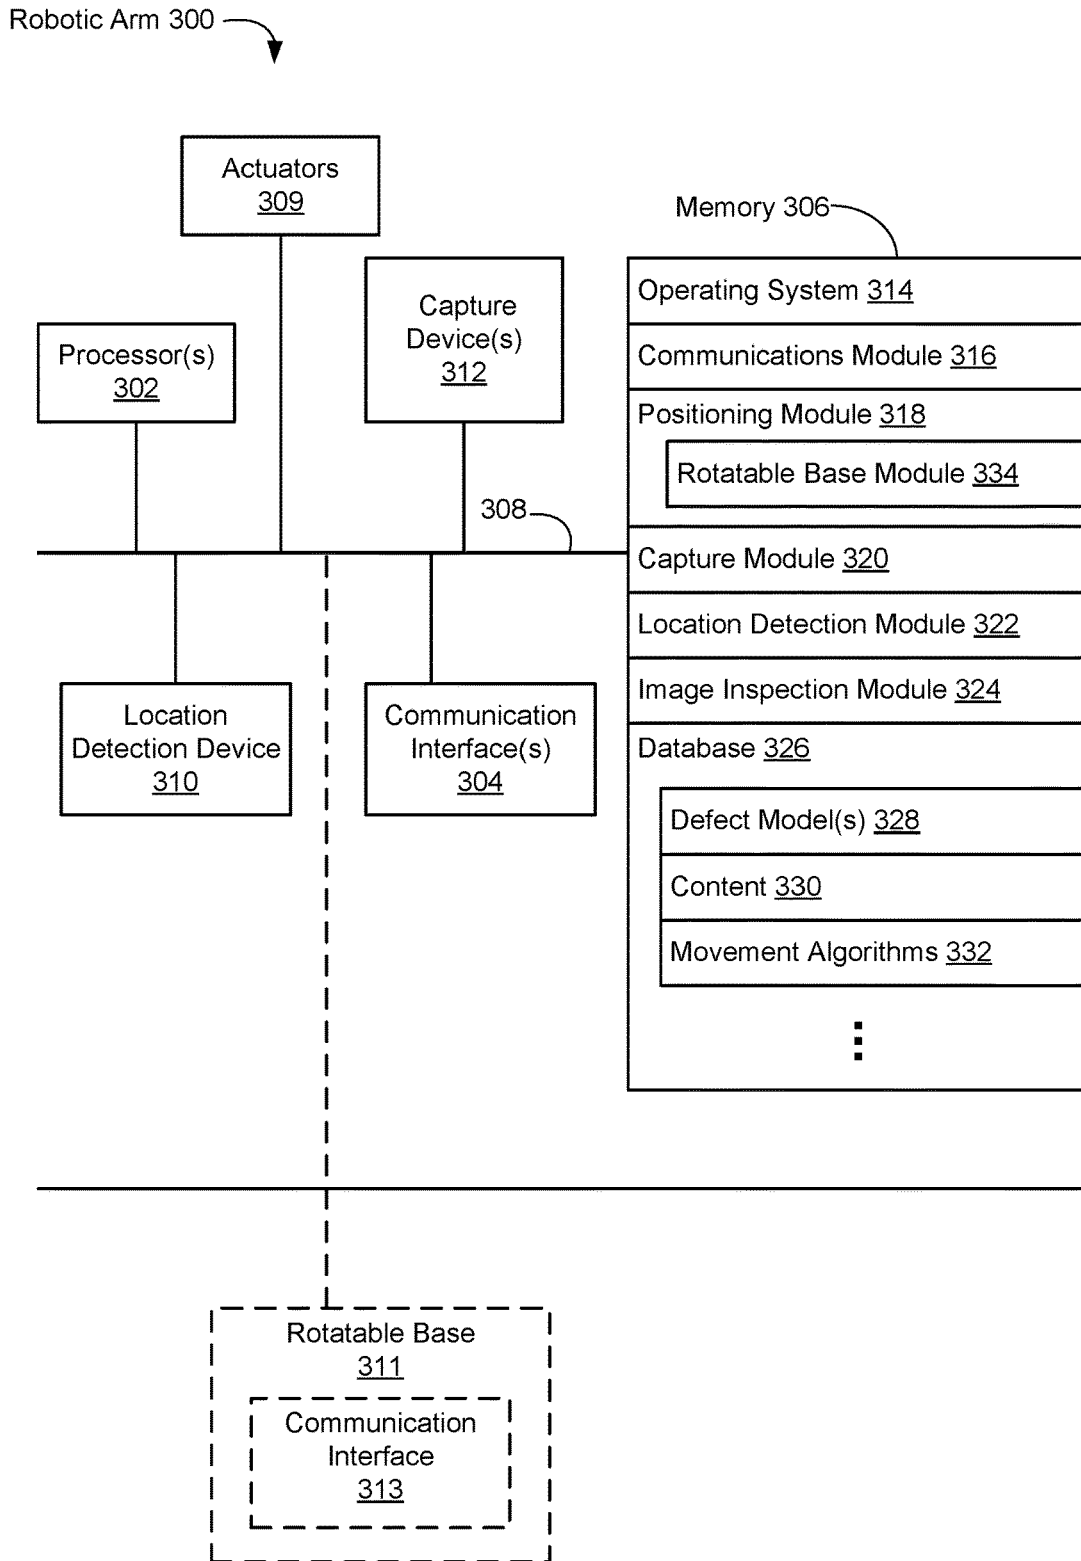 Robotic Arm 300
Actuators
309
Memory 306
Capture
Device(s)
312
Processor(s)
302
308
Operating System 314
Communications Module 316
Positioning Module 318
Rotatable Base Module 334
Capture Module 320
Location Detection Module 322
Image Inspection Module 324
Database 326
Defect Model(s) 328
Content 330
Movement Algorithms 332
Location
Detection Device
310
Communication
Interface(s)
304
Rotatable Base
311
Communication
Interface
313